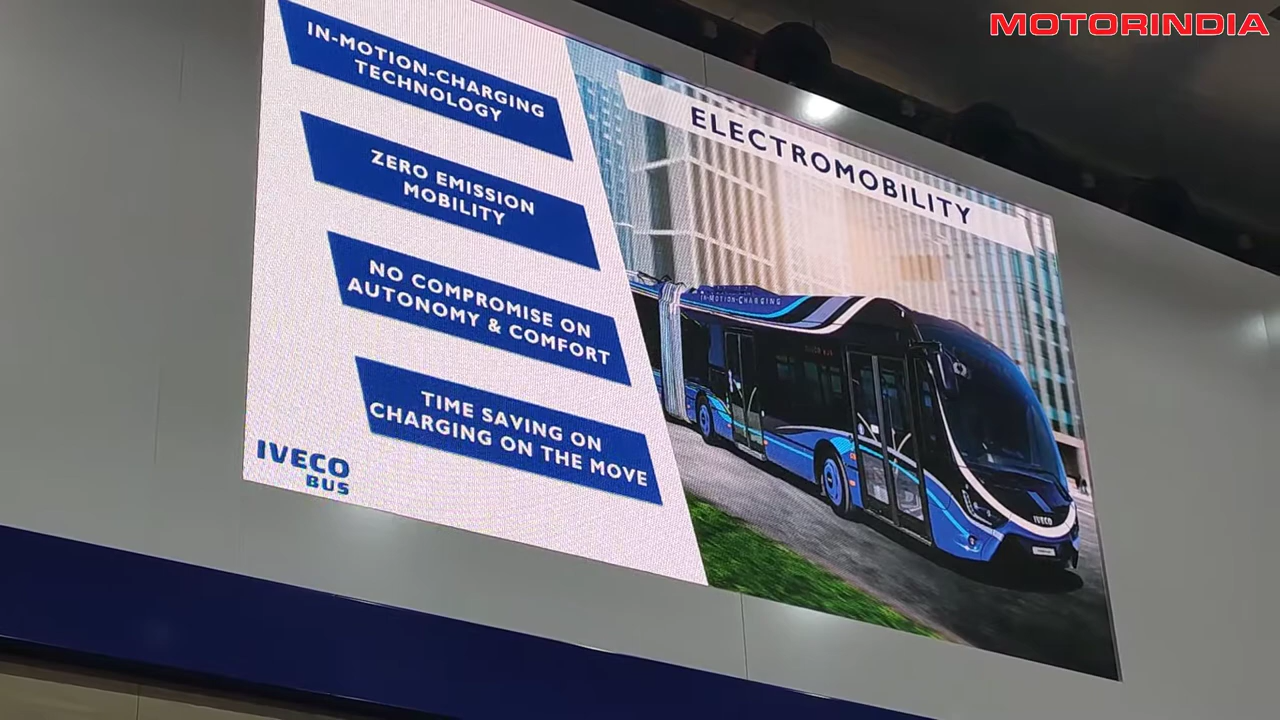 MOTORINDIA
IN-MOTION-CHARGING
TECHNOLOGY
ZERO EMISSION
MOBILITY
NO COMPROMISE ON
AUTONOMY & COMFORT
TIME SAVING ON
CHARGING ON THE MOVE
IVECO
BUS
ELECTROMOBILITY
IN-MOTION-CHARGING
IVECO